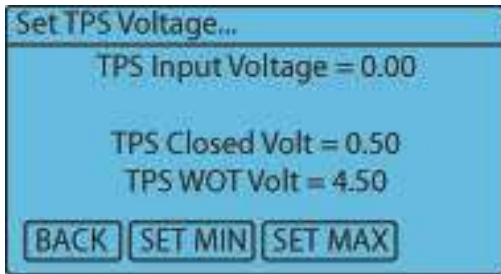 Set TPS Voltage...
TPS Input Voltage = 0.00
TPS Closed Volt = 0.50
TPS WOT Volt = 4.50
BACK SET MIN SET MAX